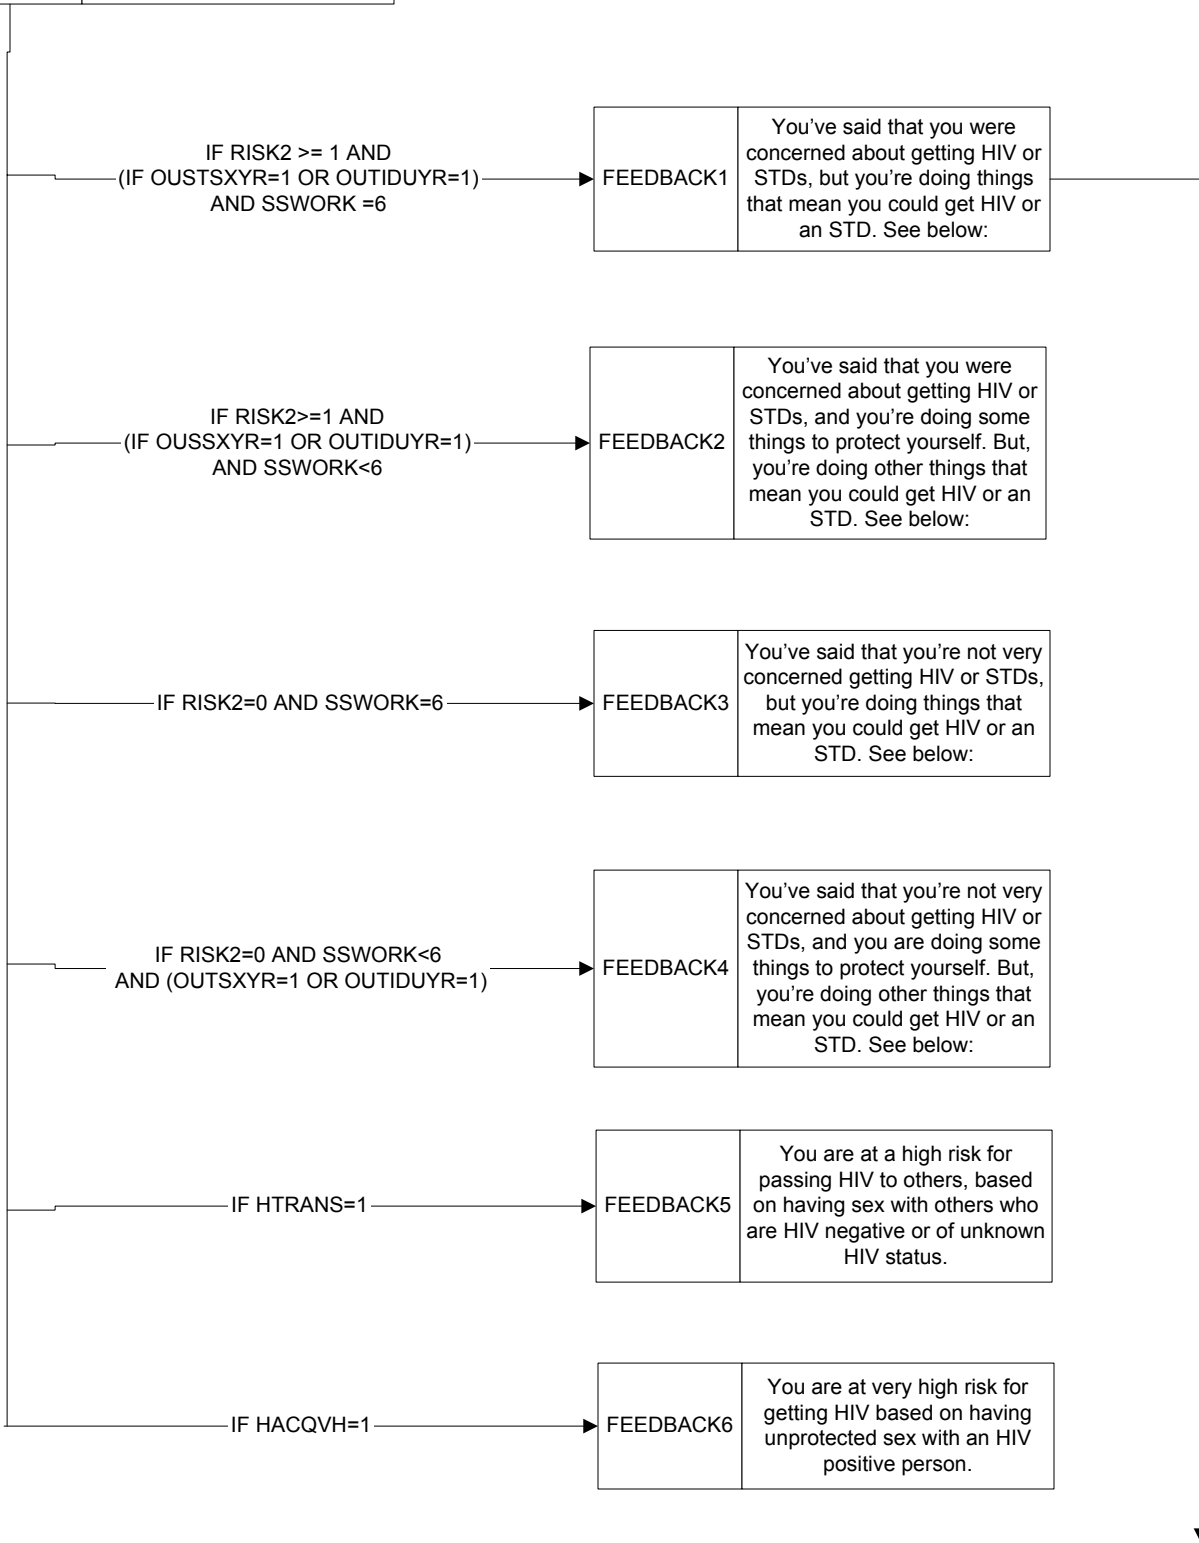 IF RISK2 >= 1 AND
(IF OUSTSXYR=1 OR OUTIDUYR=1)
AND SSWORK =6
FEEDBACK1
You've said that you were
concerned about getting HIV or
STDs, but you're doing things
that mean you could get HIV or
an STD. See below:
IF RISK2>=1 AND
(IF OUSSXYR=1 OR OUTIDUYR=1)
AND SSWORK<6
FEEDBACK2
You've said that you were
concerned about getting HIV or
STDs, and you're doing some
things to protect yourself. But,
you're doing other things that
mean you could get HIV or an
STD. See below:
IF RISK2=0 AND SSWORK=6
FEEDBACK3
You've said that you're not very
concerned getting HIV or STDs,
but you're doing things that
mean you could get HIV or an
STD. See below:
IF RISK2=0 AND SSWORK<6
AND (OUTSXYR=1 OR OUTIDUYR=1)
FEEDBACK4
You've said that you're not very
concerned about getting HIV or
STDs, and you are doing some
things to protect yourself. But,
you're doing other things that
mean you could get HIV or an
STD. See below:
IF HTRANS=1
FEEDBACK5
You are at a high risk for
passing HIV to others, based
on having sex with others who
are HIV negative or of unknown
HIV status.
IF HACQVH=1
FEEDBACK6
You are at very high risk for
getting HIV based on having
unprotected sex with an HIV
positive person.